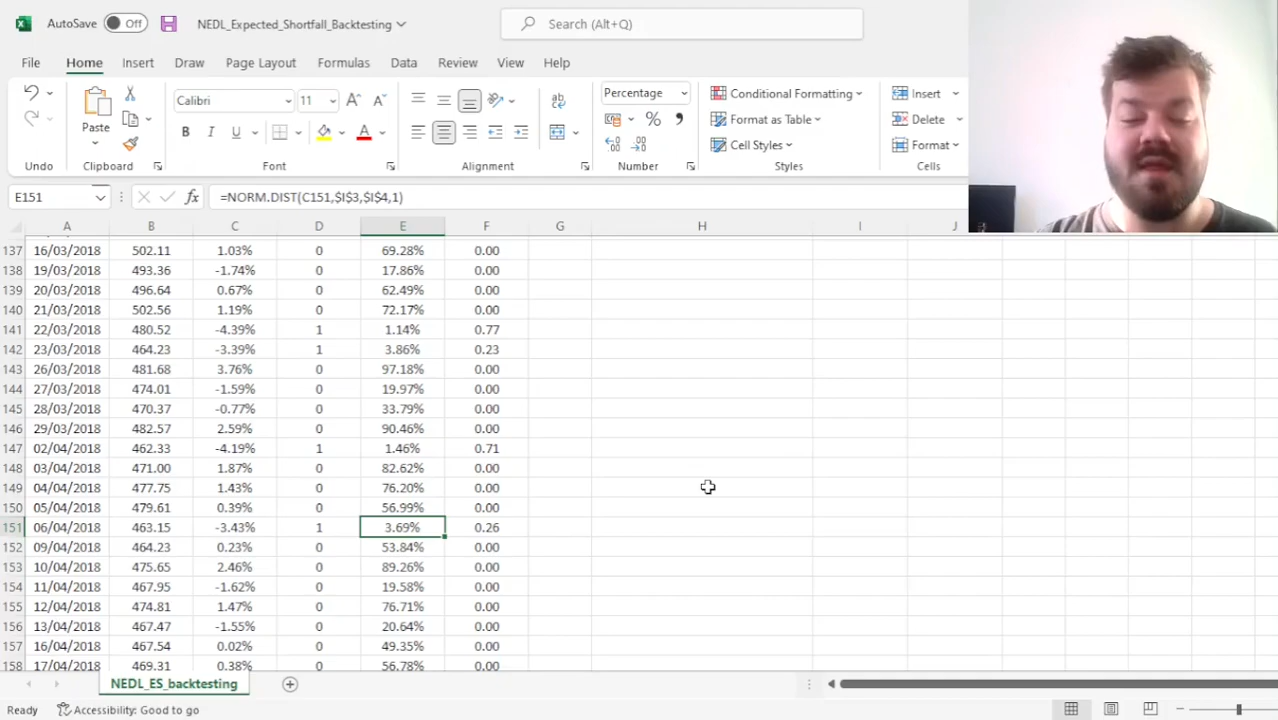 AutoSave Off NEDL_Expected_Shortfall_Backtesting Search (Alt+Q)
File Home Insert Draw Page Layout Formulas Data Review View Help
Calibri 11 Percentage Conditional Formatting Insert
Paste B I U Format as Table Delete
Cell Styles Format
Undo Clipboard Font Alignment Number Styles Cells
E151 fx =NORM.DIST(C151,$I$3,$I$4,1)
A B C D E F G H I J
137 16/03/2018 502.11 1.03% 0 69.28% 0.00
138 19/03/2018 493.36 -1.74% 0 17.86% 0.00
139 20/03/2018 496.64 0.67% 0 62.49% 0.00
140 21/03/2018 502.56 1.19% 0 72.17% 0.00
141 22/03/2018 480.52 -4.39% 1 1.14% 0.77
142 23/03/2018 464.23 -3.39% 1 3.86% 0.23
143 26/03/2018 481.68 3.76% 0 97.18% 0.00
144 27/03/2018 474.01 -1.59% 0 19.97% 0.00
145 28/03/2018 470.37 -0.77% 0 33.79% 0.00
146 29/03/2018 482.57 2.59% 0 90.46% 0.00
147 02/04/2018 462.33 -4.19% 1 1.46% 0.71
148 03/04/2018 471.00 1.87% 0 82.62% 0.00
149 04/04/2018 477.75 1.43% 0 76.20% 0.00
150 05/04/2018 479.61 0.39% 0 56.99% 0.00
151 06/04/2018 463.15 -3.43% 1 3.69% 0.26
152 09/04/2018 464.23 0.23% 0 53.84% 0.00
153 10/04/2018 475.65 2.46% 0 89.26% 0.00
154 11/04/2018 467.95 -1.62% 0 19.58% 0.00
155 12/04/2018 474.81 1.47% 0 76.71% 0.00
156 13/04/2018 467.47 -1.55% 0 20.64% 0.00
157 16/04/2018 467.54 0.02% 0 49.35% 0.00
158 17/04/2018 469.31 0.38% 0 56.78% 0.00
NEDL_ES_backtesting
Ready Accessibility: Good to go